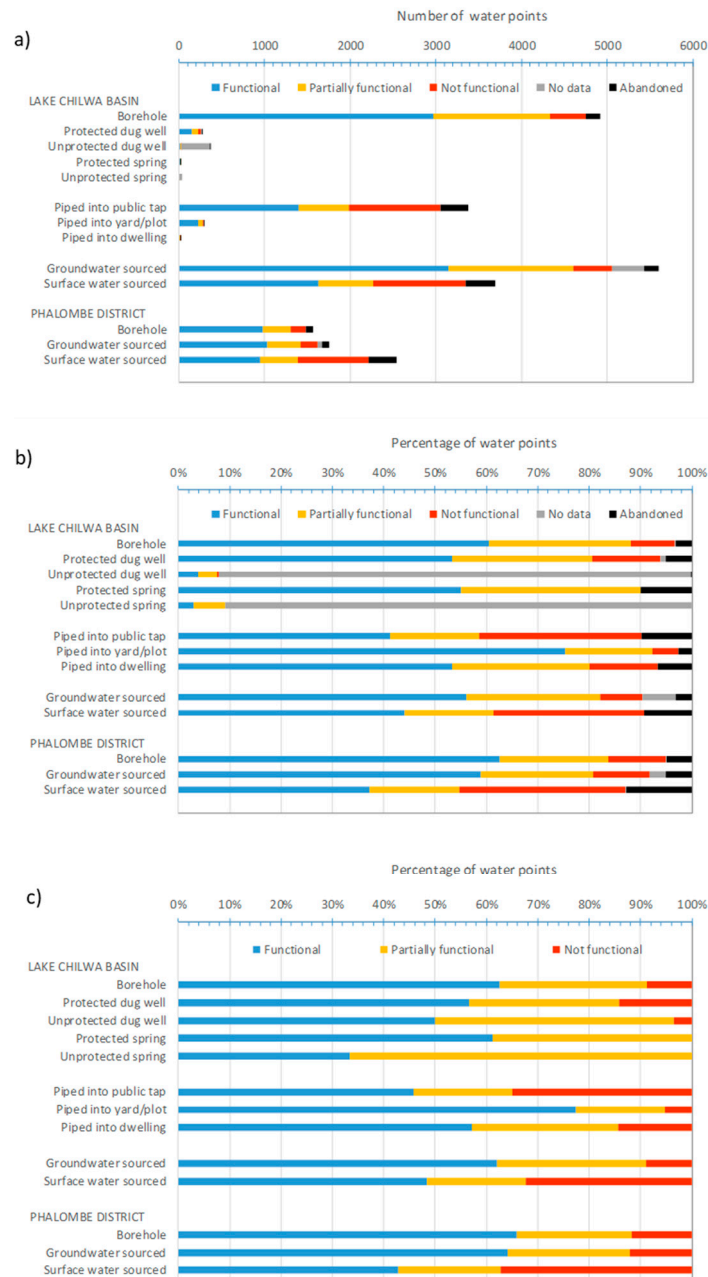 a)
Number of water points
0 1000 2000 3000 4000 5000 6000
Functional Partially functional Not functional No data Abandoned
LAKE CHILWA BASIN
Borehole
Protected dug well
Unprotected dug well
Protected spring
Unprotected spring
Piped into public tap
Piped into yard/plot
Piped into dwelling
Groundwater sourced
Surface water sourced
PHALOMBE DISTRICT
Borehole
Groundwater sourced
Surface water sourced
b)
Percentage of water points
0% 10% 20% 30% 40% 50% 60% 70% 80% 90% 100%
Functional Partially functional Not functional No data Abandoned
LAKE CHILWA BASIN
Borehole
Protected dug well
Unprotected dug well
Protected spring
Unprotected spring
Piped into public tap
Piped into yard/plot
Piped into dwelling
Groundwater sourced
Surface water sourced
PHALOMBE DISTRICT
Borehole
Groundwater sourced
Surface water sourced
c)
Percentage of water points
0% 10% 20% 30% 40% 50% 60% 70% 80% 90% 100%
Functional Partially functional Not functional
LAKE CHILWA BASIN
Borehole
Protected dug well
Unprotected dug well
Protected spring
Unprotected spring
Piped into public tap
Piped into yard/plot
Piped into dwelling
Groundwater sourced
Surface water sourced
PHALOMBE DISTRICT
Borehole
Groundwater sourced
Surface water sourced